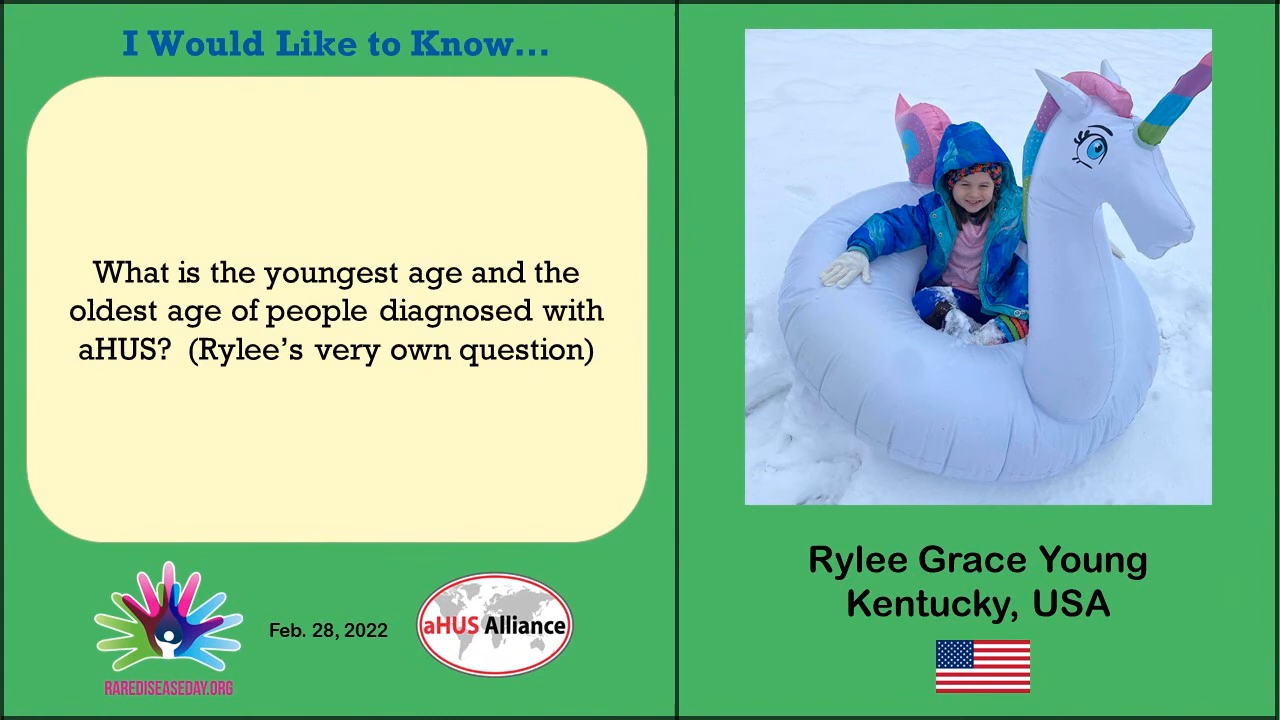 I Would Like to Know...
What is the youngest age and the
oldest age of people diagnosed with
aHUS?  (Rylee’s very own question)
RAREDISEASEDAY.ORG
Feb. 28, 2022
aHUS Alliance
Rylee Grace Young
Kentucky, USA